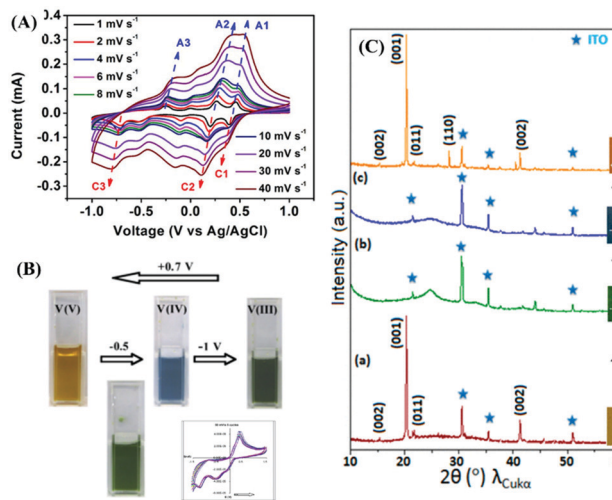 (A)
0.4
0.3
0.2
0.1
0.0
-0.1
-0.2
-0.3
Current (mA)
1 mV s⁻¹
2 mV s⁻¹
4 mV s⁻¹
6 mV s⁻¹
8 mV s⁻¹
A3
A2
A1
10 mV s⁻¹
20 mV s⁻¹
30 mV s⁻¹
40 mV s⁻¹
C3
C2
C1
-1.0 -0.5 0.0 0.5 1.0
Voltage (V vs Ag/AgCl)
(B)
+0.7 V
V(V)
-0.5
V(IV)
-1 V
V(III)
(C)
ITO
(001)
(002)
(011)
(110)
(002)
(c)
(b)
(a)
(001)
(002)
(011)
(002)
Intensity (a.u.)
10 20 30 40 50 60
2θ (°) λCukα